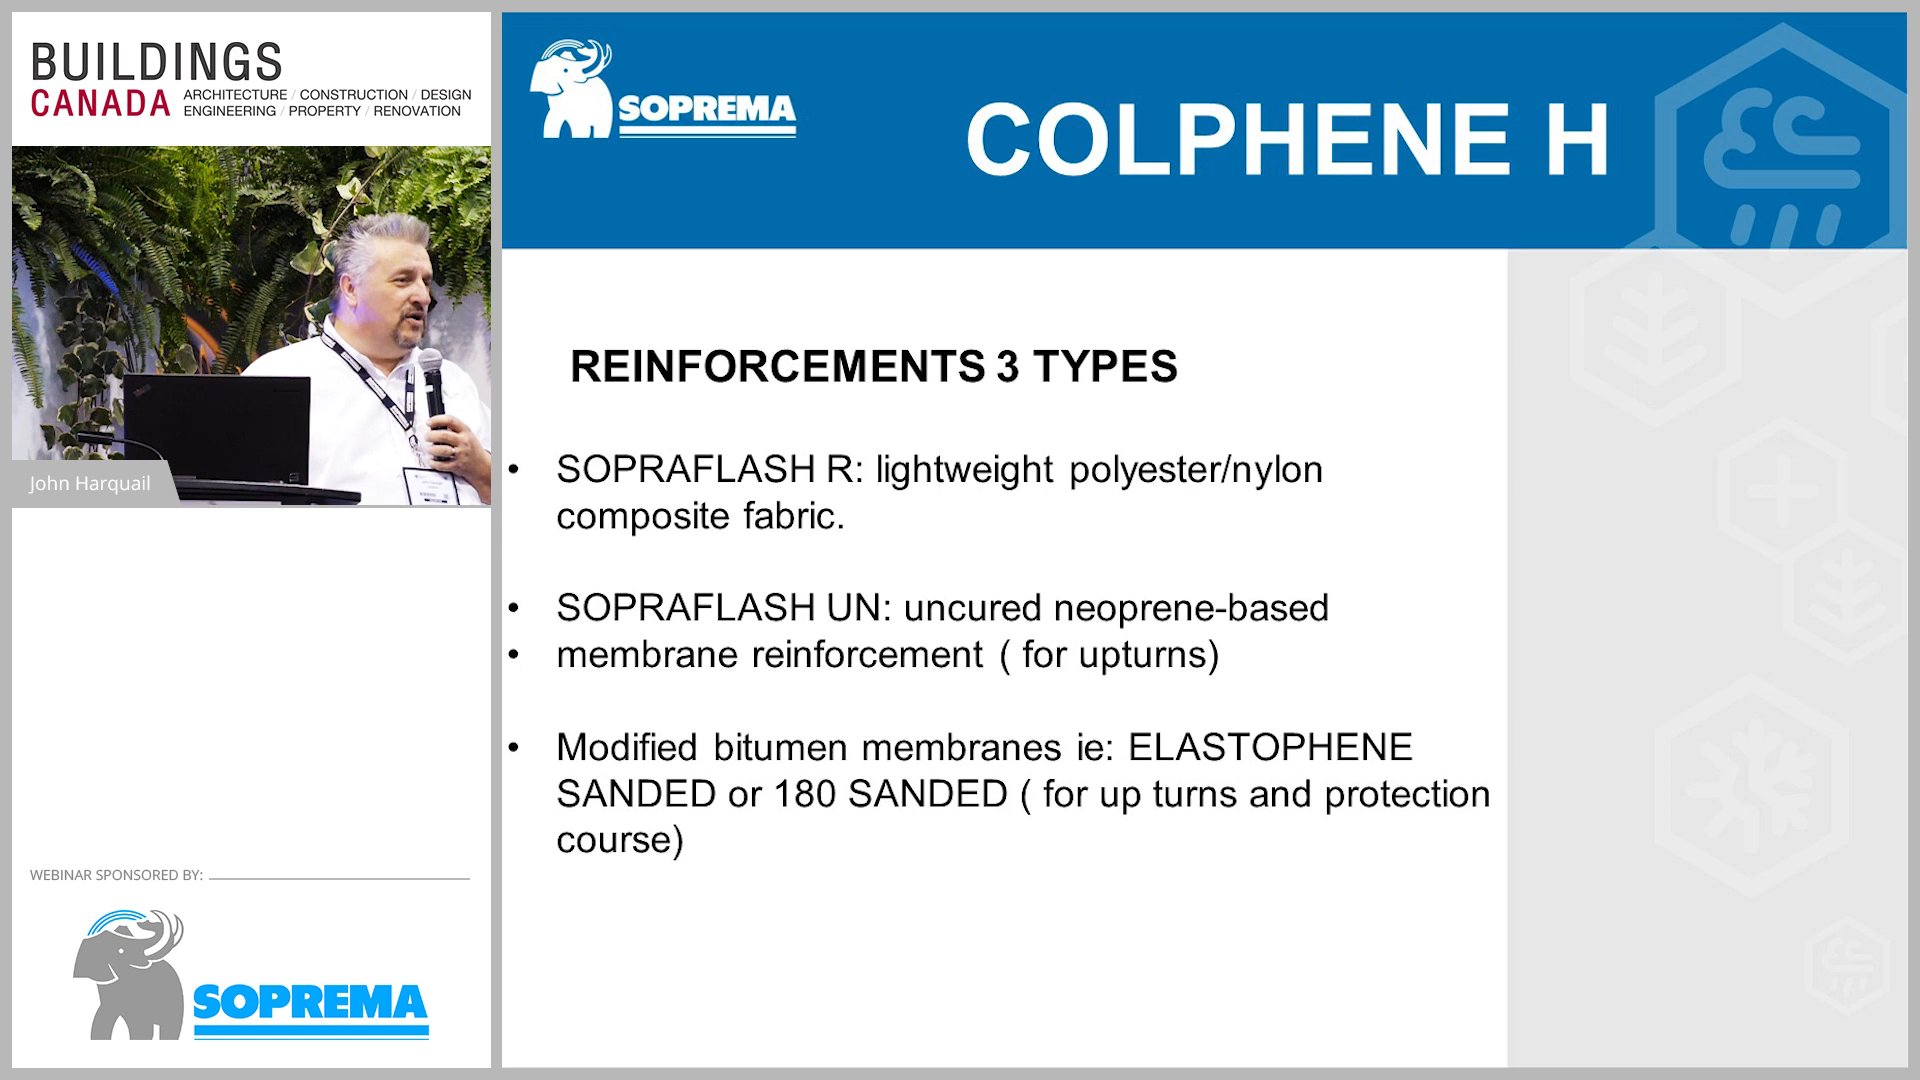 BUILDINGS
CANADA ARCHITECTURE / CONSTRUCTION / DESIGN
ENGINEERING / PROPERTY / RENOVATION
John Harquail
WEBINAR SPONSORED BY:
SOPREMA
SOPREMA
COLPHENE H
REINFORCEMENTS 3 TYPES
• SOPRAFLASH R: lightweight polyester/nylon
composite fabric.
• SOPRAFLASH UN: uncured neoprene-based
• membrane reinforcement ( for upturns)
• Modified bitumen membranes ie: ELASTOPHENE
SANDED or 180 SANDED ( for up turns and protection
course)